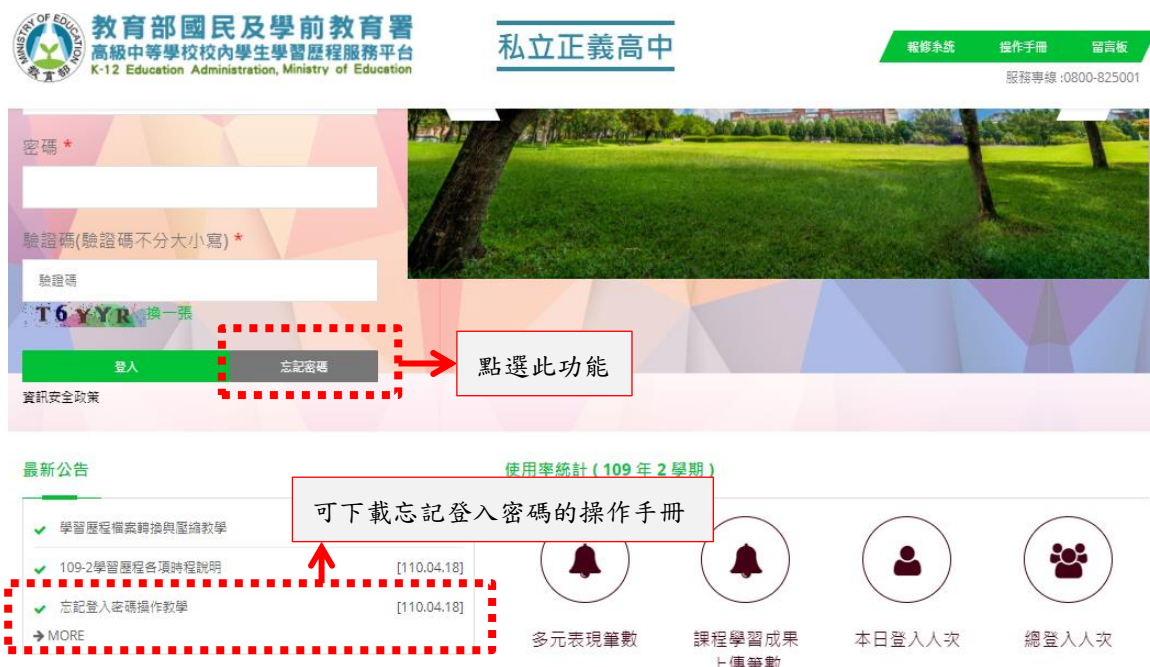 教育部國民及學前教育署
高級中等學校校內學生學習歷程服務平台
K-12 Education Administration, Ministry of Education
MINISTRY OF EDUCATION
教育部
私立正義高中
報修系統 操作手冊 留言板
服務專線 :0800-825001
密碼 *
驗證碼(驗證碼不分大小寫) *
驗證碼
T6YYR 換一張
登入 忘記密碼
點選此功能
資訊安全政策
最新公告
使用率統計 ( 109 年 2 學期 )
可下載忘記登入密碼的操作手冊
學習歷程檔案轉換與壓縮教學
109-2學習歷程各項時程說明 [110.04.18]
忘記登入密碼操作教學 [110.04.18]
MORE
多元表現筆數 課程學習成果 本日登入人次 總登入人次
上傳筆數